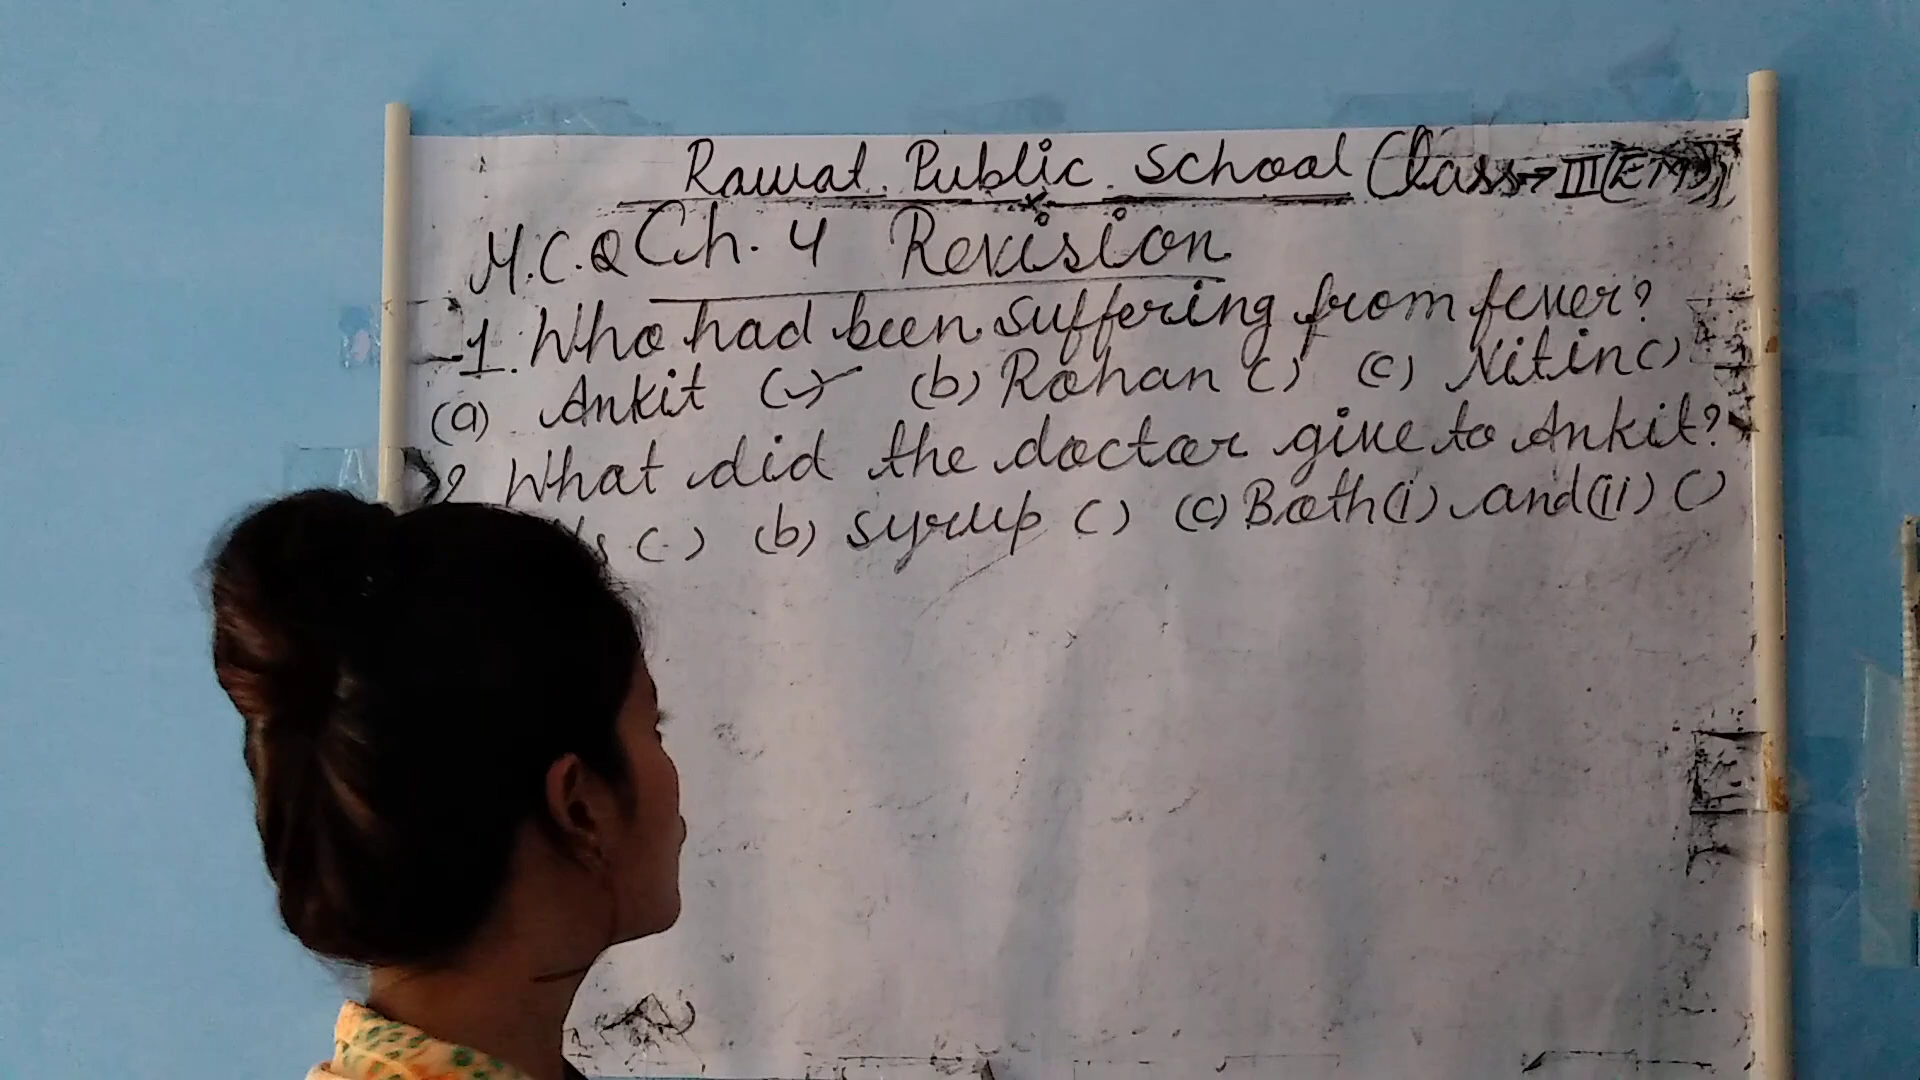 Rawat Public School Class→III(EM)
M.C.Q Ch. 4 Revision
1. Who had been suffering from fever?
(a) Ankit (✓) (b) Rohan ( ) (c) Nitin ( )
2 What did the doctor give to Ankit?
( ) (b) Syrup ( ) (c) Both (i) and (ii) ( )